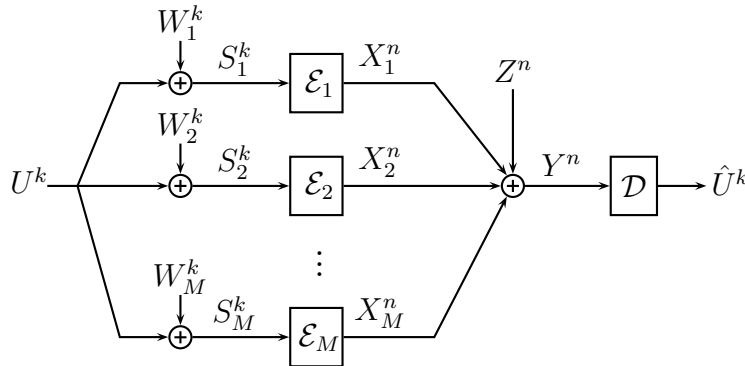 W_1^k
S_1^k
ℰ_1
X_1^n
Z^n
W_2^k
U^k
S_2^k
ℰ_2
X_2^n
Y^n
𝒟
Û^k
⋮
W_M^k
S_M^k
ℰ_M
X_M^n